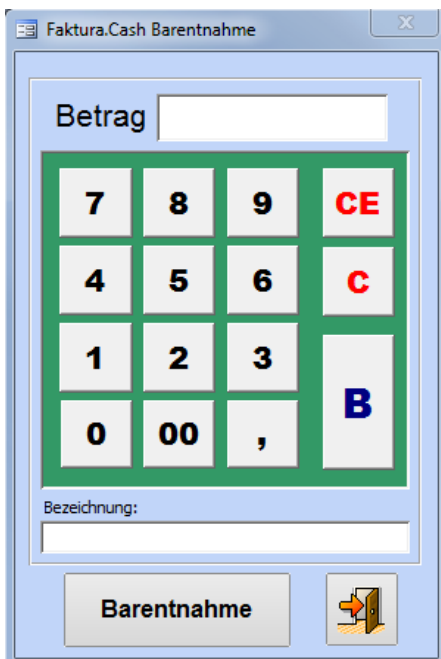 Faktura.Cash Barentnahme
Betrag
7 8 9 CE
4 5 6 C
1 2 3
B
0 00 ,
Bezeichnung:
Barentnahme